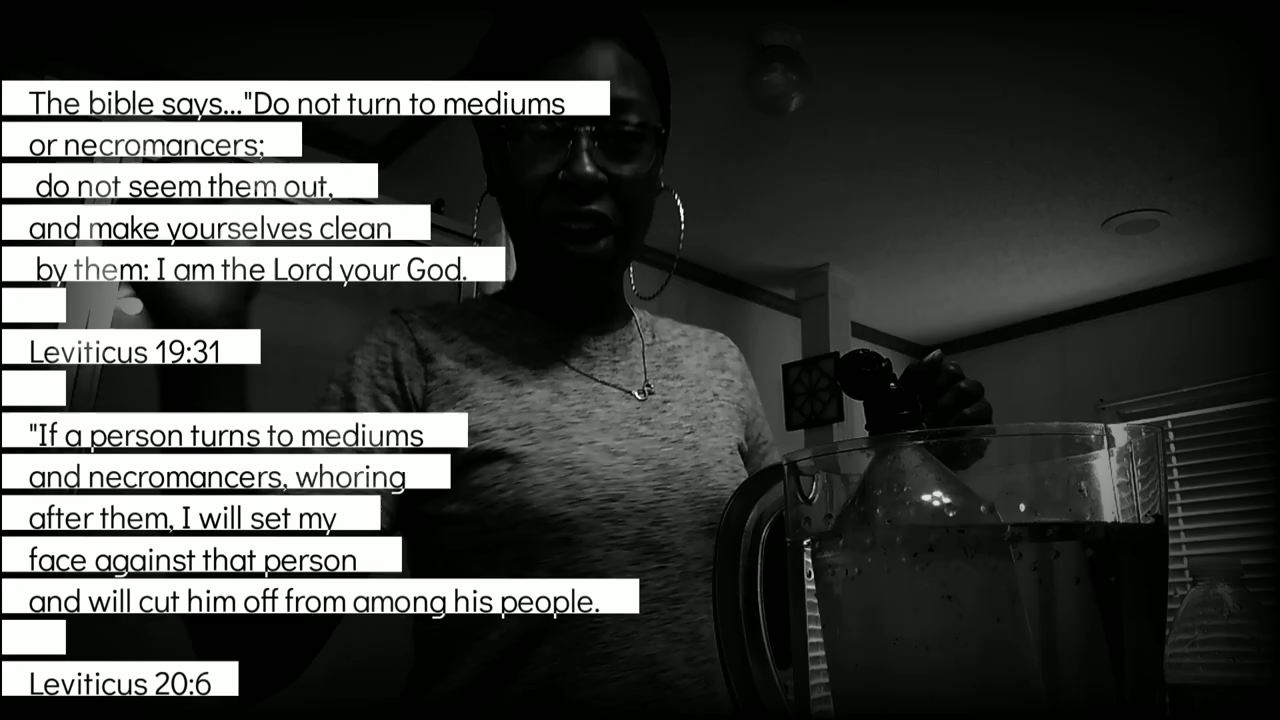 The bible says..."Do not turn to mediums
or necromancers;
do not seem them out,
and make yourselves clean
by them: I am the Lord your God.
Leviticus 19:31
"If a person turns to mediums
and necromancers, whoring
after them, I will set my
face against that person
and will cut him off from among his people.
Leviticus 20:6